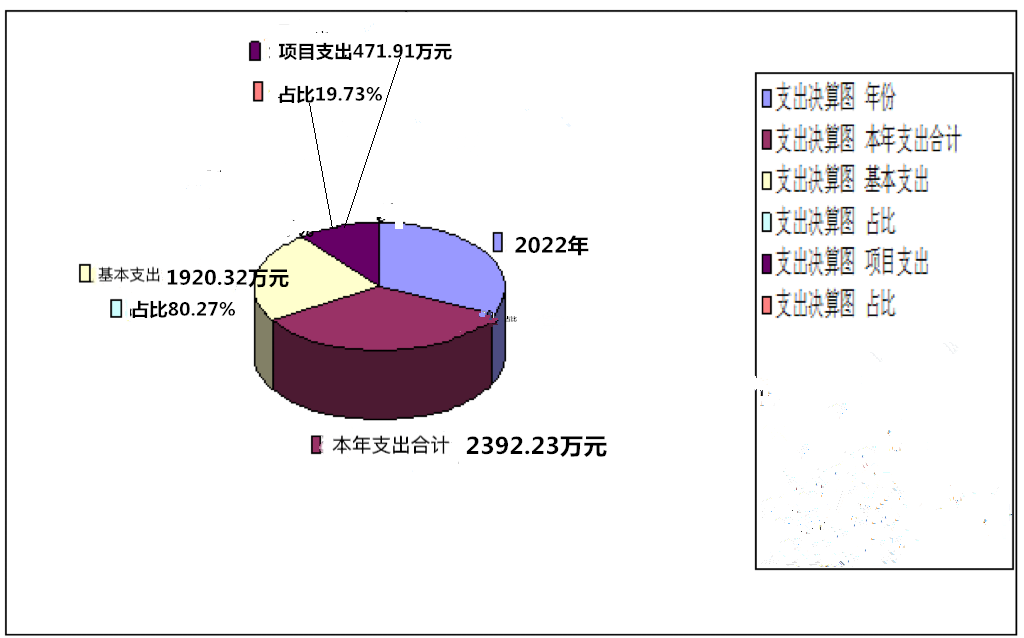 项目支出471.91万元
占比19.73%
2022年
基本支出 1920.32万元
占比80.27%
占比
本年支出合计 2392.23万元
支出决算图 年份
支出决算图 本年支出合计
支出决算图 基本支出
支出决算图 占比
支出决算图 项目支出
支出决算图 占比